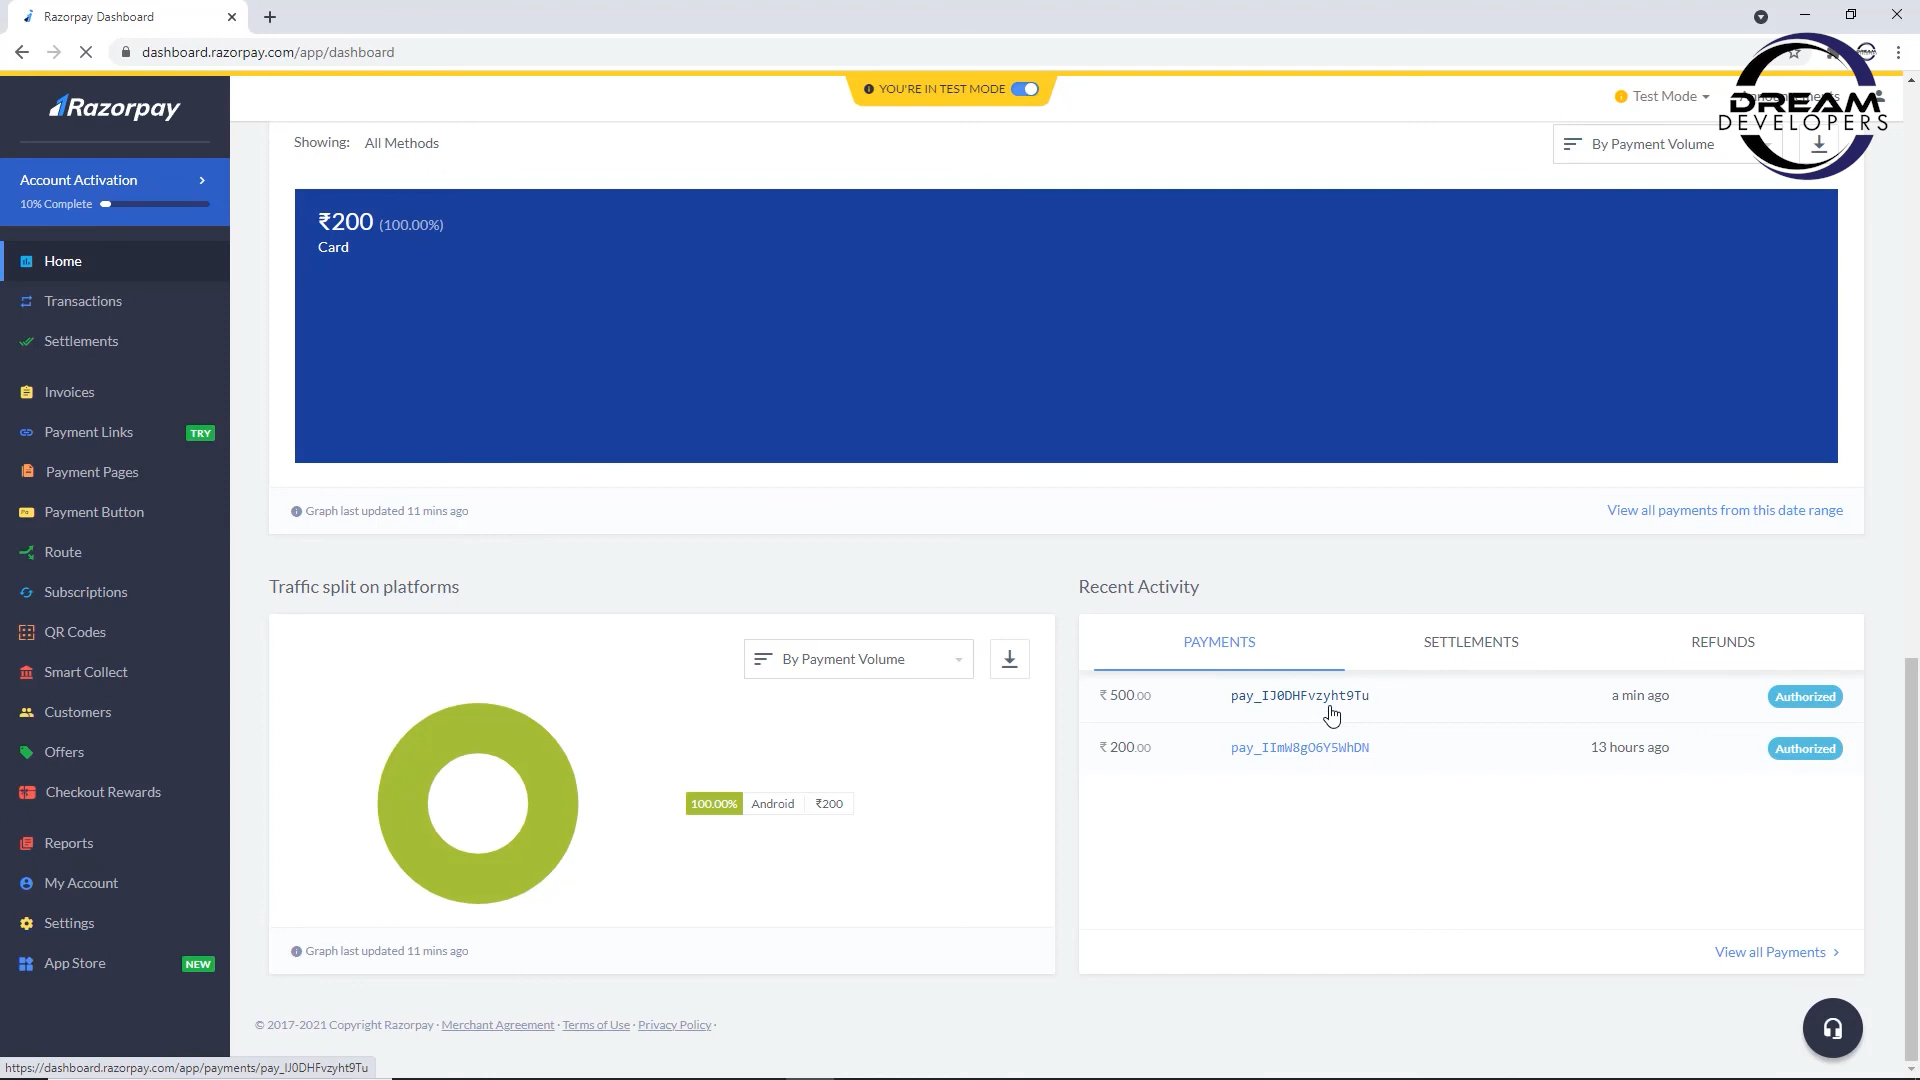 Razorpay Dashboard
dashboard.razorpay.com/app/dashboard
Razorpay
YOU'RE IN TEST MODE
Test Mode
DREAM
DEVELOPERS
Account Activation
10% Complete
Home
Transactions
Settlements
Invoices
Payment Links
TRY
Payment Pages
Payment Button
Route
Subscriptions
QR Codes
Smart Collect
Customers
Offers
Checkout Rewards
Reports
My Account
Settings
App Store
NEW
Showing: All Methods
By Payment Volume
₹200 (100.00%)
Card
Graph last updated 11 mins ago
View all payments from this date range
Traffic split on platforms
By Payment Volume
100.00% Android ₹200
Graph last updated 11 mins ago
Recent Activity
PAYMENTS SETTLEMENTS REFUNDS
₹ 500.00 pay_IJ0DHFvzyht9Tu a min ago Authorized
₹ 200.00 pay_IImW8gO6Y5WhDN 13 hours ago Authorized
View all Payments
© 2017-2021 Copyright Razorpay · Merchant Agreement · Terms of Use · Privacy Policy ·
https://dashboard.razorpay.com/app/payments/pay_IJ0DHFvzyht9Tu